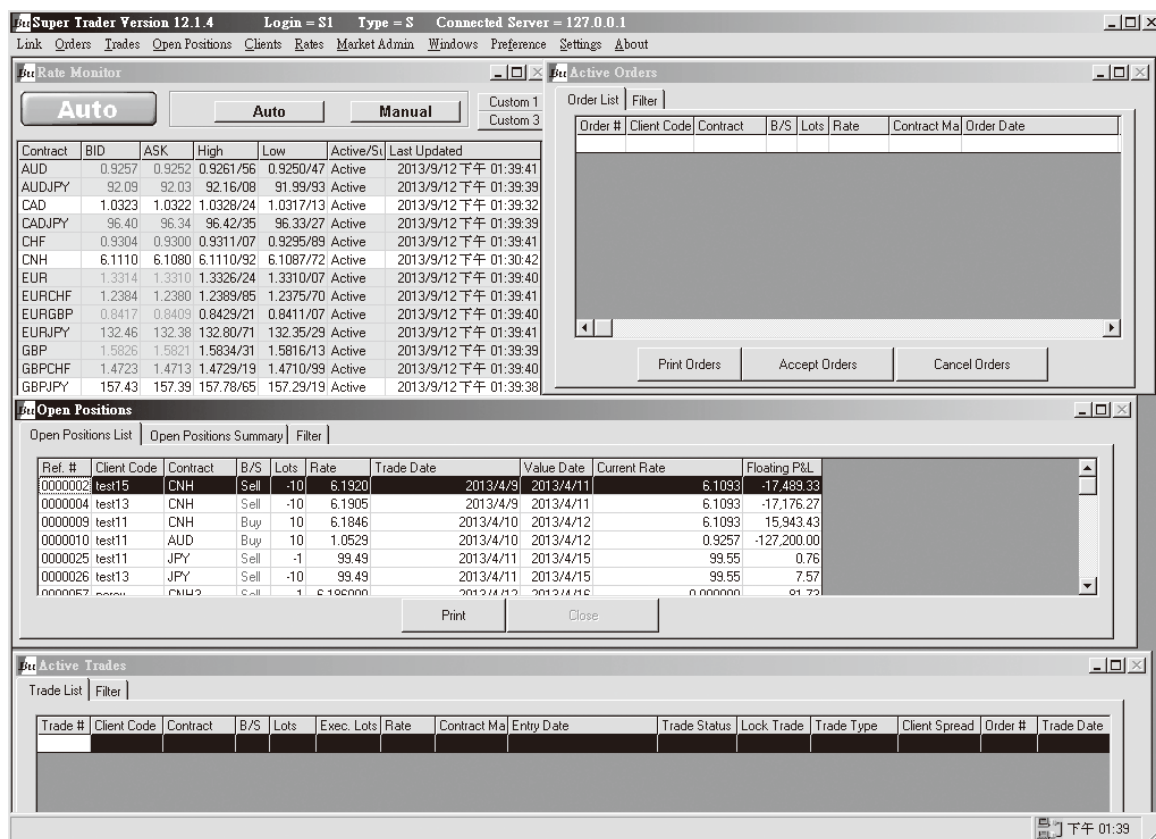 Super Trader Version 12.1.4 Login = S1 Type = S Connected Server = 127.0.0.1
Link Orders Trades Open Positions Clients Rates Market Admin Windows Preference Settings About
Rate Monitor
Auto Auto Manual Custom 1
Custom 3
Contract BID ASK High Low Active/Su Last Updated
AUD 0.9257 0.9252 0.9261/56 0.9250/47 Active 2013/9/12 下午 01:39:41
AUDJPY 92.09 92.03 92.16/08 91.99/93 Active 2013/9/12 下午 01:39:39
CAD 1.0323 1.0322 1.0328/24 1.0317/13 Active 2013/9/12 下午 01:39:32
CADJPY 96.40 96.34 96.42/35 96.33/27 Active 2013/9/12 下午 01:39:39
CHF 0.9304 0.9300 0.9311/07 0.9295/89 Active 2013/9/12 下午 01:39:41
CNH 6.1110 6.1080 6.1110/92 6.1087/72 Active 2013/9/12 下午 01:30:42
EUR 1.3314 1.3310 1.3326/24 1.3310/07 Active 2013/9/12 下午 01:39:40
EURCHF 1.2384 1.2380 1.2389/85 1.2375/70 Active 2013/9/12 下午 01:39:41
EURGBP 0.8417 0.8409 0.8429/21 0.8411/07 Active 2013/9/12 下午 01:39:40
EURJPY 132.46 132.38 132.80/71 132.35/29 Active 2013/9/12 下午 01:39:41
GBP 1.5826 1.5821 1.5834/31 1.5816/13 Active 2013/9/12 下午 01:39:39
GBPCHF 1.4723 1.4713 1.4729/19 1.4710/99 Active 2013/9/12 下午 01:39:40
GBPJPY 157.43 157.39 157.78/65 157.29/19 Active 2013/9/12 下午 01:39:38
Active Orders
Order List Filter
Order # Client Code Contract B/S Lots Rate Contract Ma Order Date
Print Orders Accept Orders Cancel Orders
Open Positions
Open Positions List Open Positions Summary Filter
Ref. # Client Code Contract B/S Lots Rate Trade Date Value Date Current Rate Floating P&L
0000002 test15 CNH Sell -10 6.1920 2013/4/9 2013/4/11 6.1093 -17,489.33
0000004 test13 CNH Sell -10 6.1905 2013/4/9 2013/4/11 6.1093 -17,176.27
0000009 test11 CNH Buy 10 6.1846 2013/4/10 2013/4/12 6.1093 15,943.43
0000010 test11 AUD Buy 10 1.0529 2013/4/10 2013/4/12 0.9257 -127,200.00
0000025 test11 JPY Sell -1 99.49 2013/4/11 2013/4/15 99.55 0.76
0000026 test13 JPY Sell -10 99.49 2013/4/11 2013/4/15 99.55 7.57
Print Close
Active Trades
Trade List Filter
Trade # Client Code Contract B/S Lots Exec. Lots Rate Contract Ma Entry Date Trade Status Lock Trade Trade Type Client Spread Order # Trade Date
下午 01:39